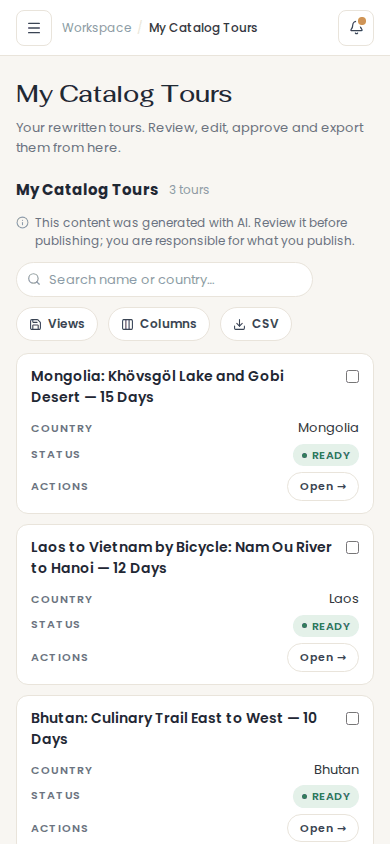 Workspace / My Catalog Tours
My Catalog Tours
Your rewritten tours. Review, edit, approve and export
them from here.
My Catalog Tours 3 tours
This content was generated with AI. Review it before
publishing; you are responsible for what you publish.
Search name or country...
Views Columns CSV
Mongolia: Khövsgöl Lake and Gobi
Desert — 15 Days
COUNTRY Mongolia
STATUS READY
ACTIONS Open →
Laos to Vietnam by Bicycle: Nam Ou River
to Hanoi — 12 Days
COUNTRY Laos
STATUS READY
ACTIONS Open →
Bhutan: Culinary Trail East to West — 10
Days
COUNTRY Bhutan
STATUS READY
ACTIONS Open →